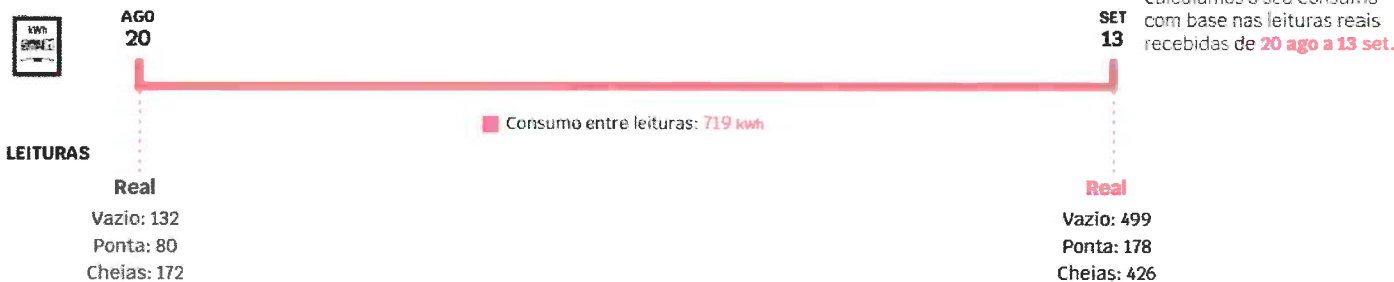 kWh
AGO
20
SET
13
com base nas leituras reais
recebidas de 20 ago a 13 set.
Consumo entre leituras: 719 kwh
LEITURAS
Real
Vazio: 132
Ponta: 80
Cheias: 172
Real
Vazio: 499
Ponta: 178
Cheias: 426